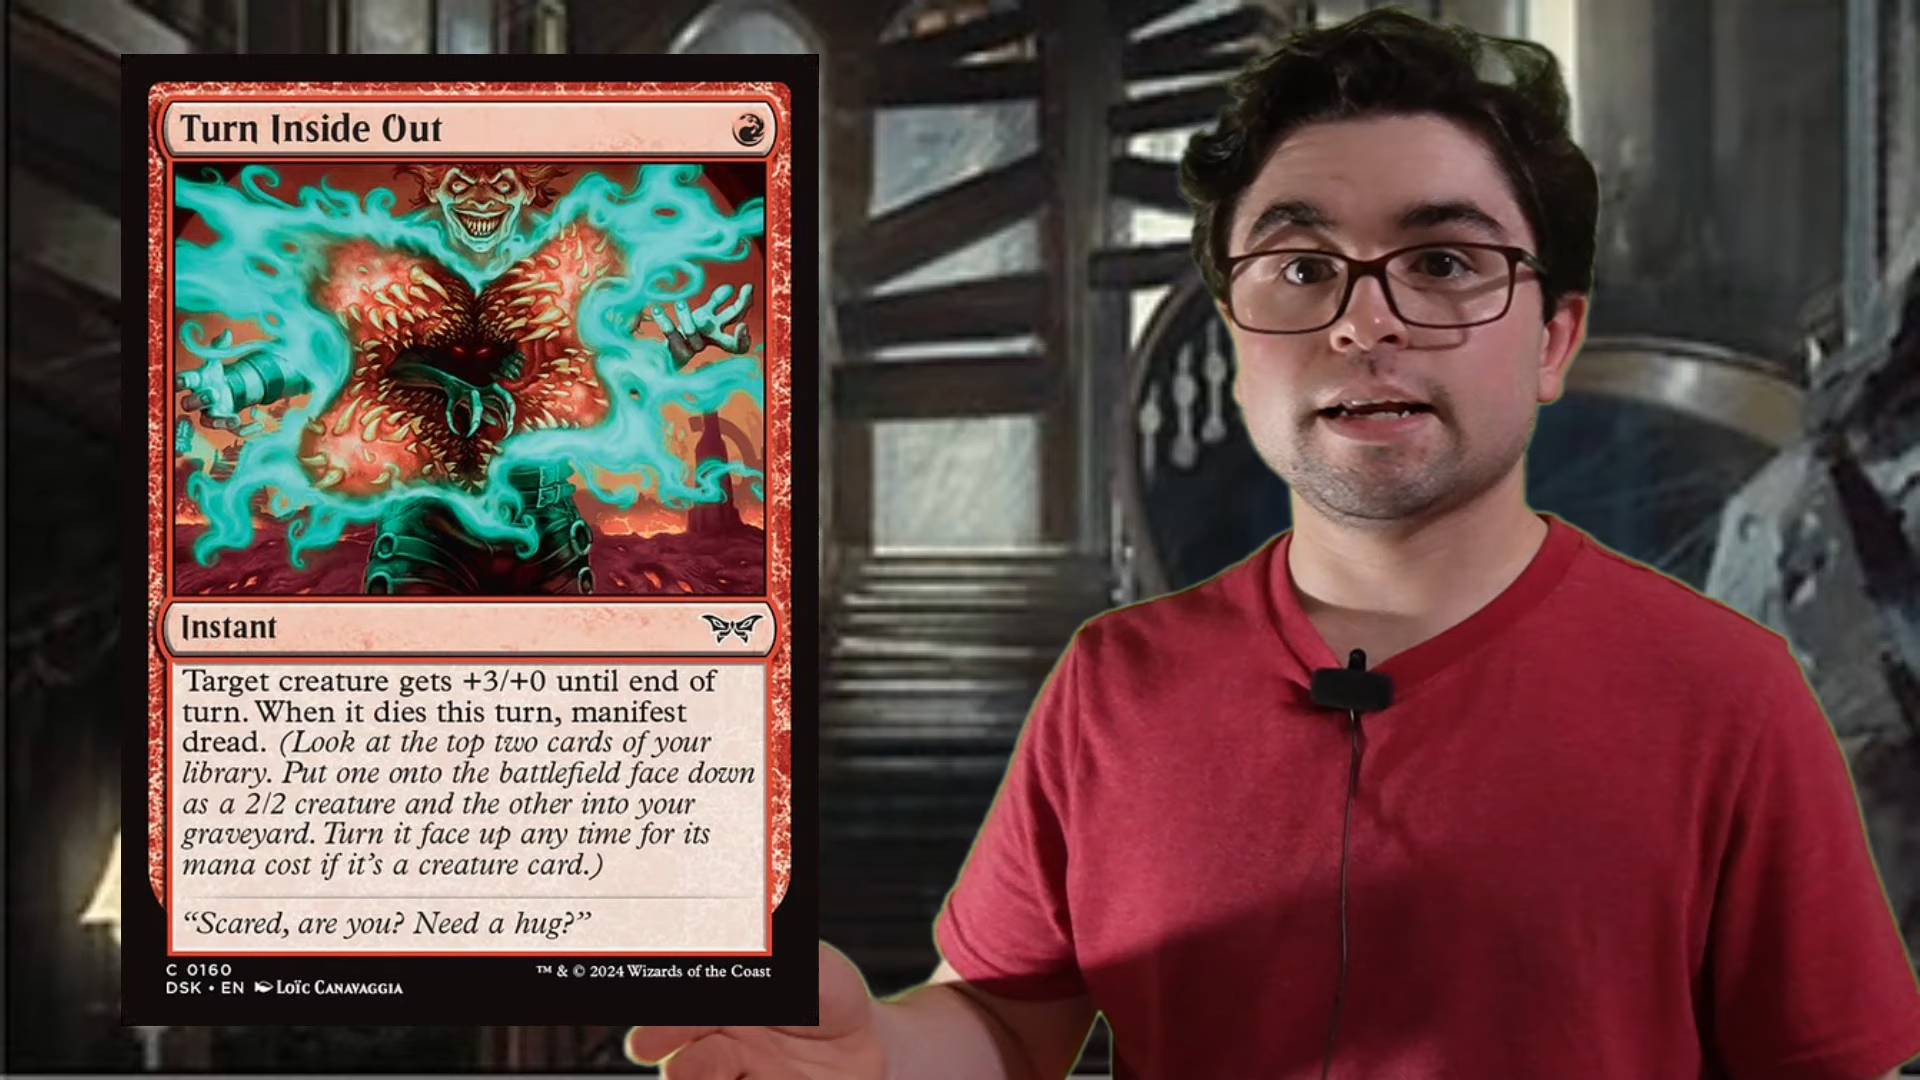 Turn Inside Out
Instant
Target creature gets +3/+0 until end of
turn. When it dies this turn, manifest
dread. (Look at the top two cards of your
library. Put one onto the battlefield face down
as a 2/2 creature and the other into your
graveyard. Turn it face up any time for its
mana cost if it's a creature card.)
“Scared, are you? Need a hug?”
C 0160
DSK • EN Loïc Canavaggia
™ & © 2024 Wizards of the Coast